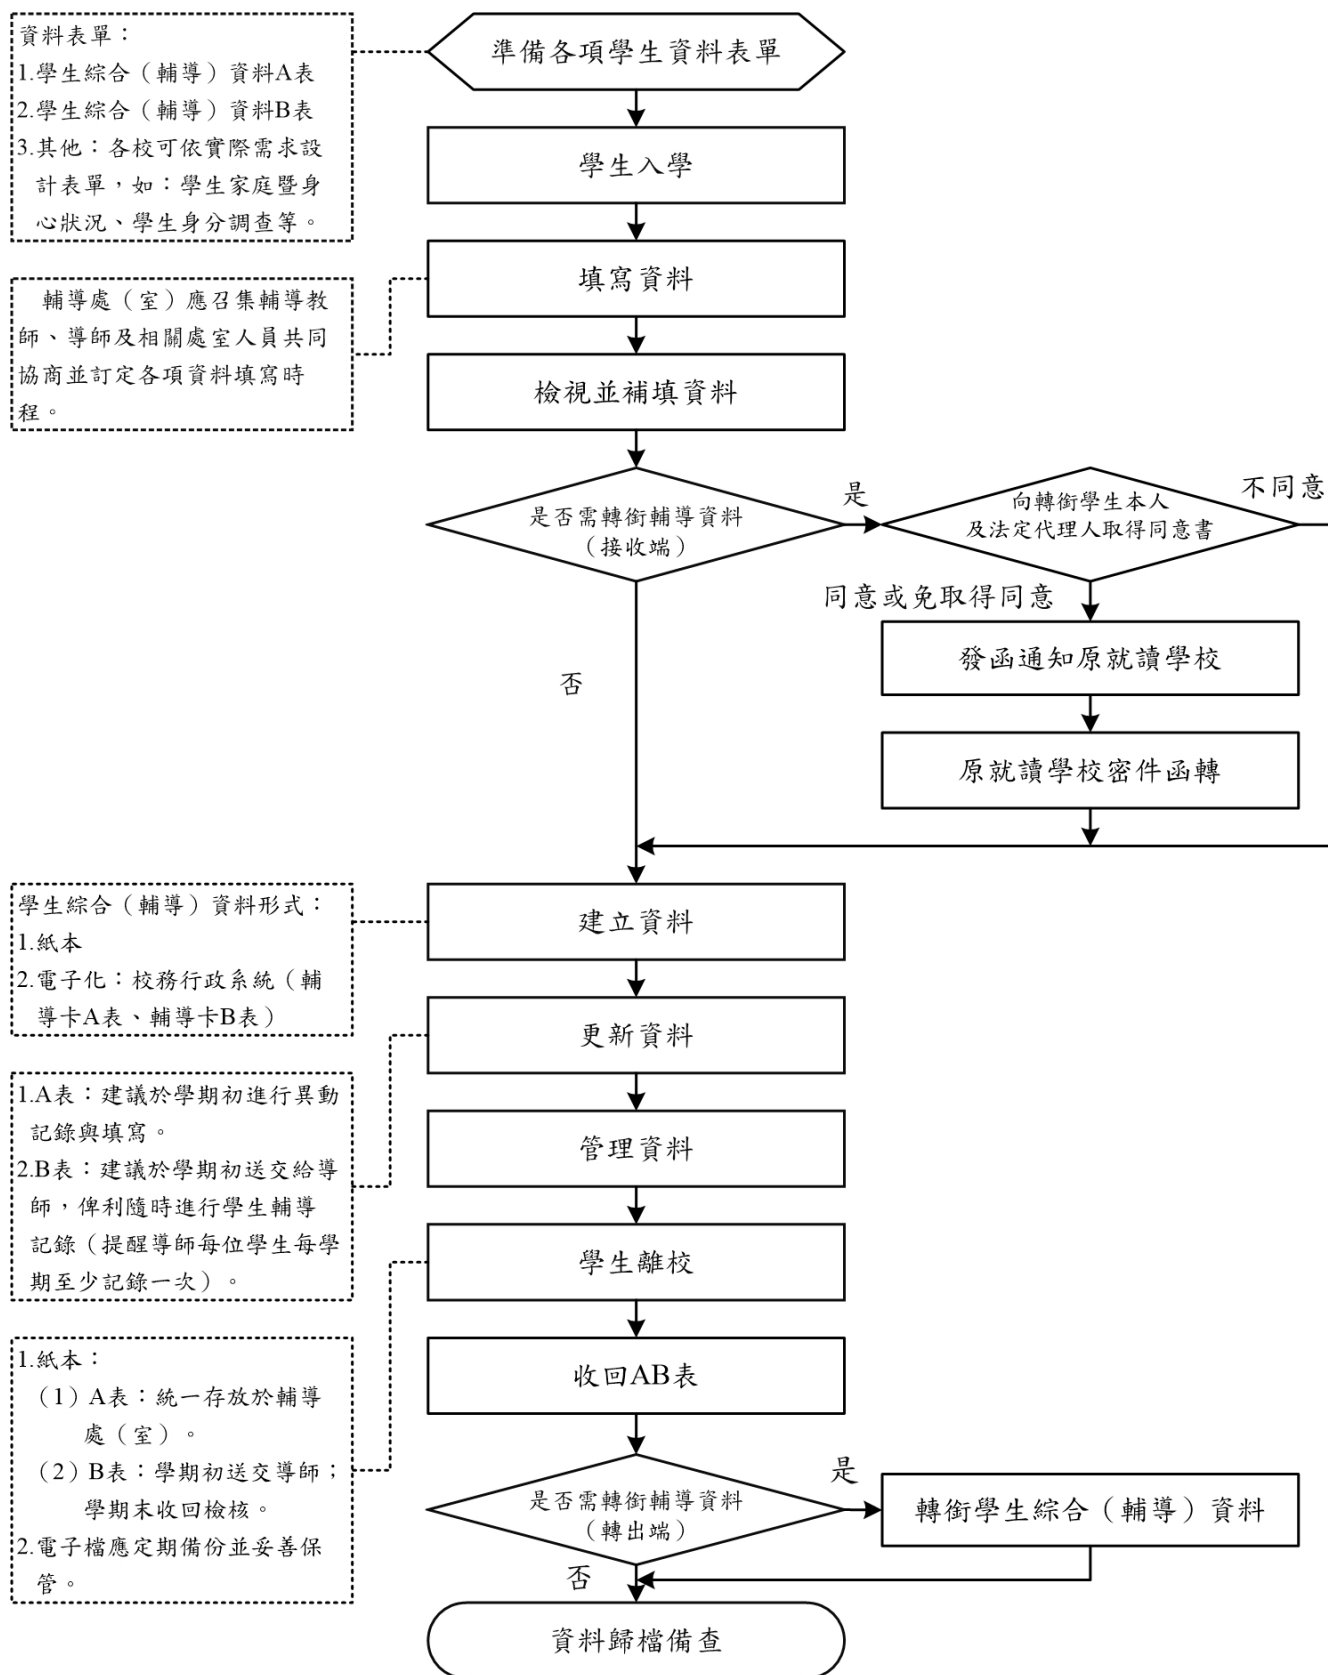 準備各項學生資料表單
資料表單：
1.學生綜合（輔導）資料A表
2.學生綜合（輔導）資料B表
3.其他：各校可依實際需求設
計表單，如：學生家庭暨身
心狀況、學生身分調查等。
學生入學
填寫資料
輔導處（室）應召集輔導教
師、導師及相關處室人員共同
協商並訂定各項資料填寫時
程。
檢視並補填資料
是否需轉銜輔導資料
（接收端）
是
向轉銜學生本人
及法定代理人取得同意書
不同意
同意或免取得同意
發函通知原就讀學校
原就讀學校密件函轉
否
建立資料
學生綜合（輔導）資料形式：
1.紙本
2.電子化：校務行政系統（輔
導卡A表、輔導卡B表）
更新資料
1.A表：建議於學期初進行異動
記錄與填寫。
2.B表：建議於學期初送交給導
師，俾利隨時進行學生輔導
記錄（提醒導師每位學生每學
期至少記錄一次）。
管理資料
學生離校
1.紙本：
（1）A表：統一存放於輔導
處（室）。
（2）B表：學期初送交導師；
學期末收回檢核。
2.電子檔應定期備份並妥善保
管。
收回AB表
是否需轉銜輔導資料
（轉出端）
是
轉銜學生綜合（輔導）資料
否
資料歸檔備查